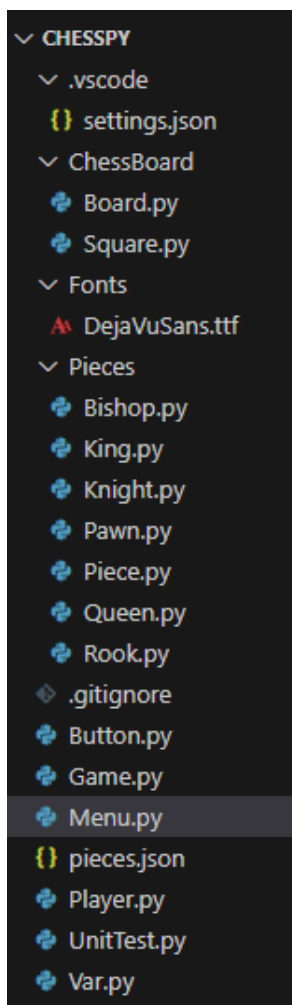 CHESSPY
.vscode
{} settings.json
ChessBoard
Board.py
Square.py
Fonts
DejaVuSans.ttf
Pieces
Bishop.py
King.py
Knight.py
Pawn.py
Piece.py
Queen.py
Rook.py
.gitignore
Button.py
Game.py
Menu.py
{} pieces.json
Player.py
UnitTest.py
Var.py